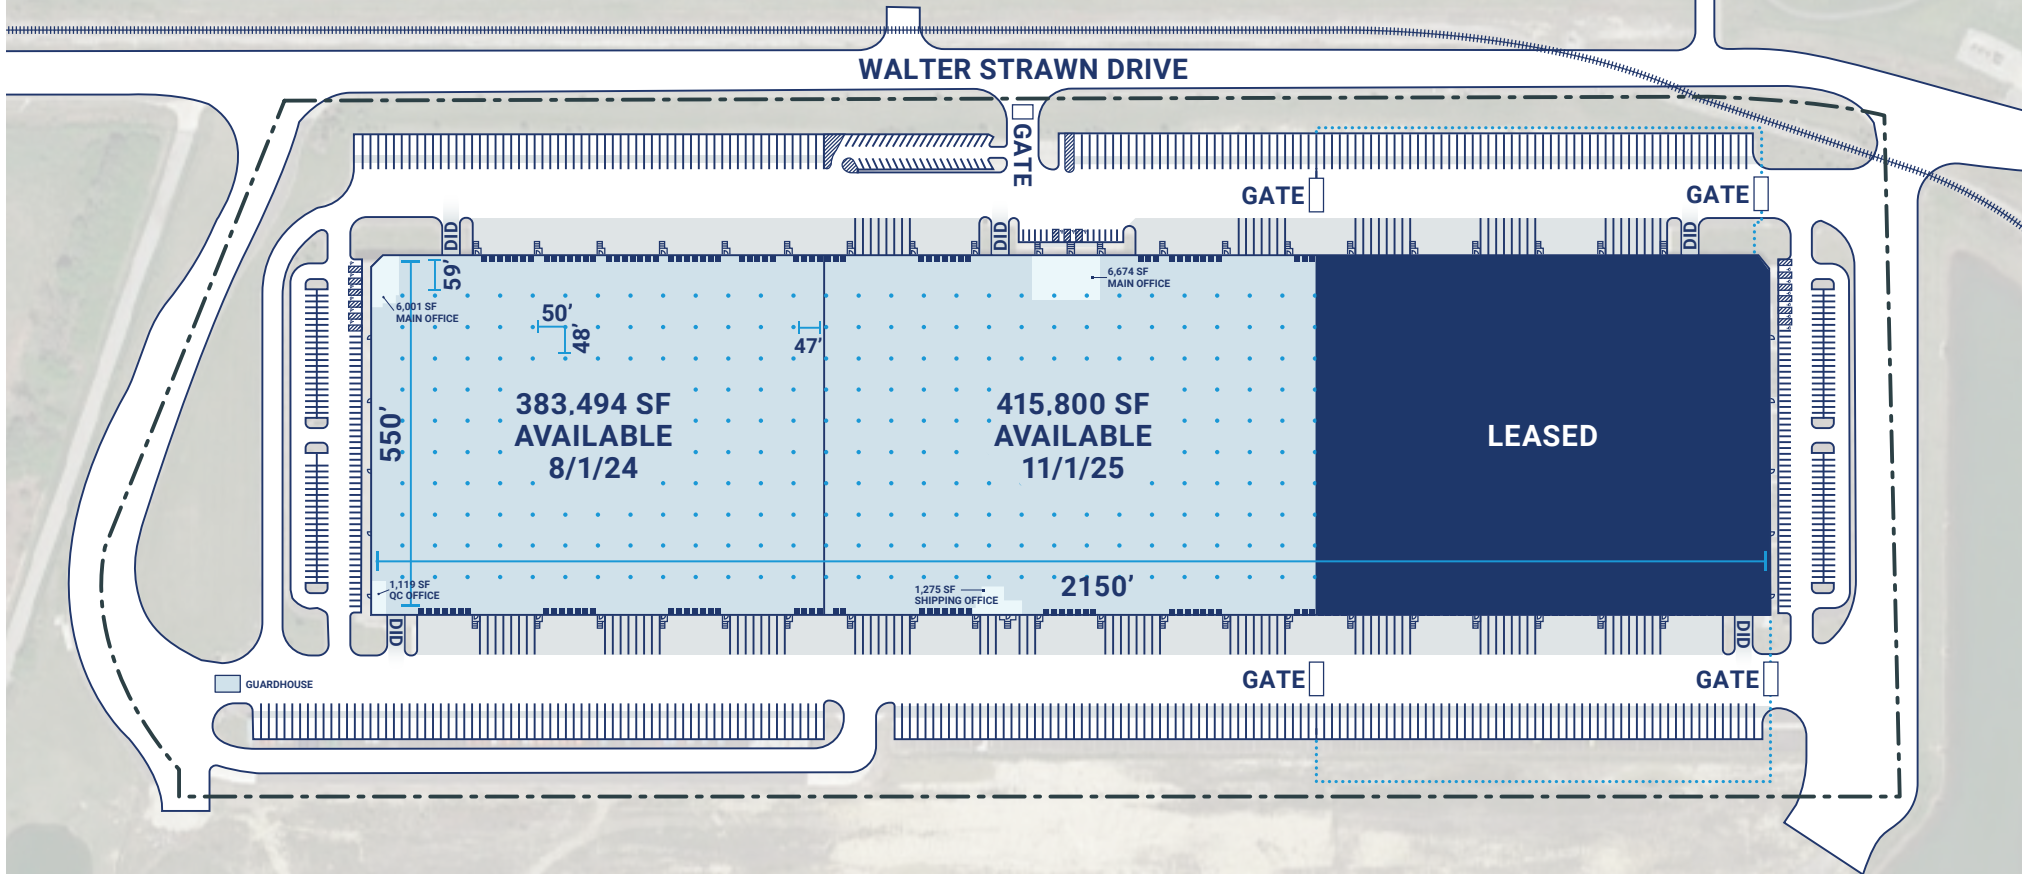 WALTER STRAWN DRIVE
GATE
GATE
GATE
DID
DID
DID
59’
6,001 SF
MAIN OFFICE
6,674 SF
MAIN OFFICE
50’
48’
47’
550’
383,494 SF
AVAILABLE
8/1/24
415,800 SF
AVAILABLE
11/1/25
LEASED
1,119 SF
QC OFFICE
1,275 SF
SHIPPING OFFICE
2150’
DID
DID
GUARDHOUSE
GATE
GATE